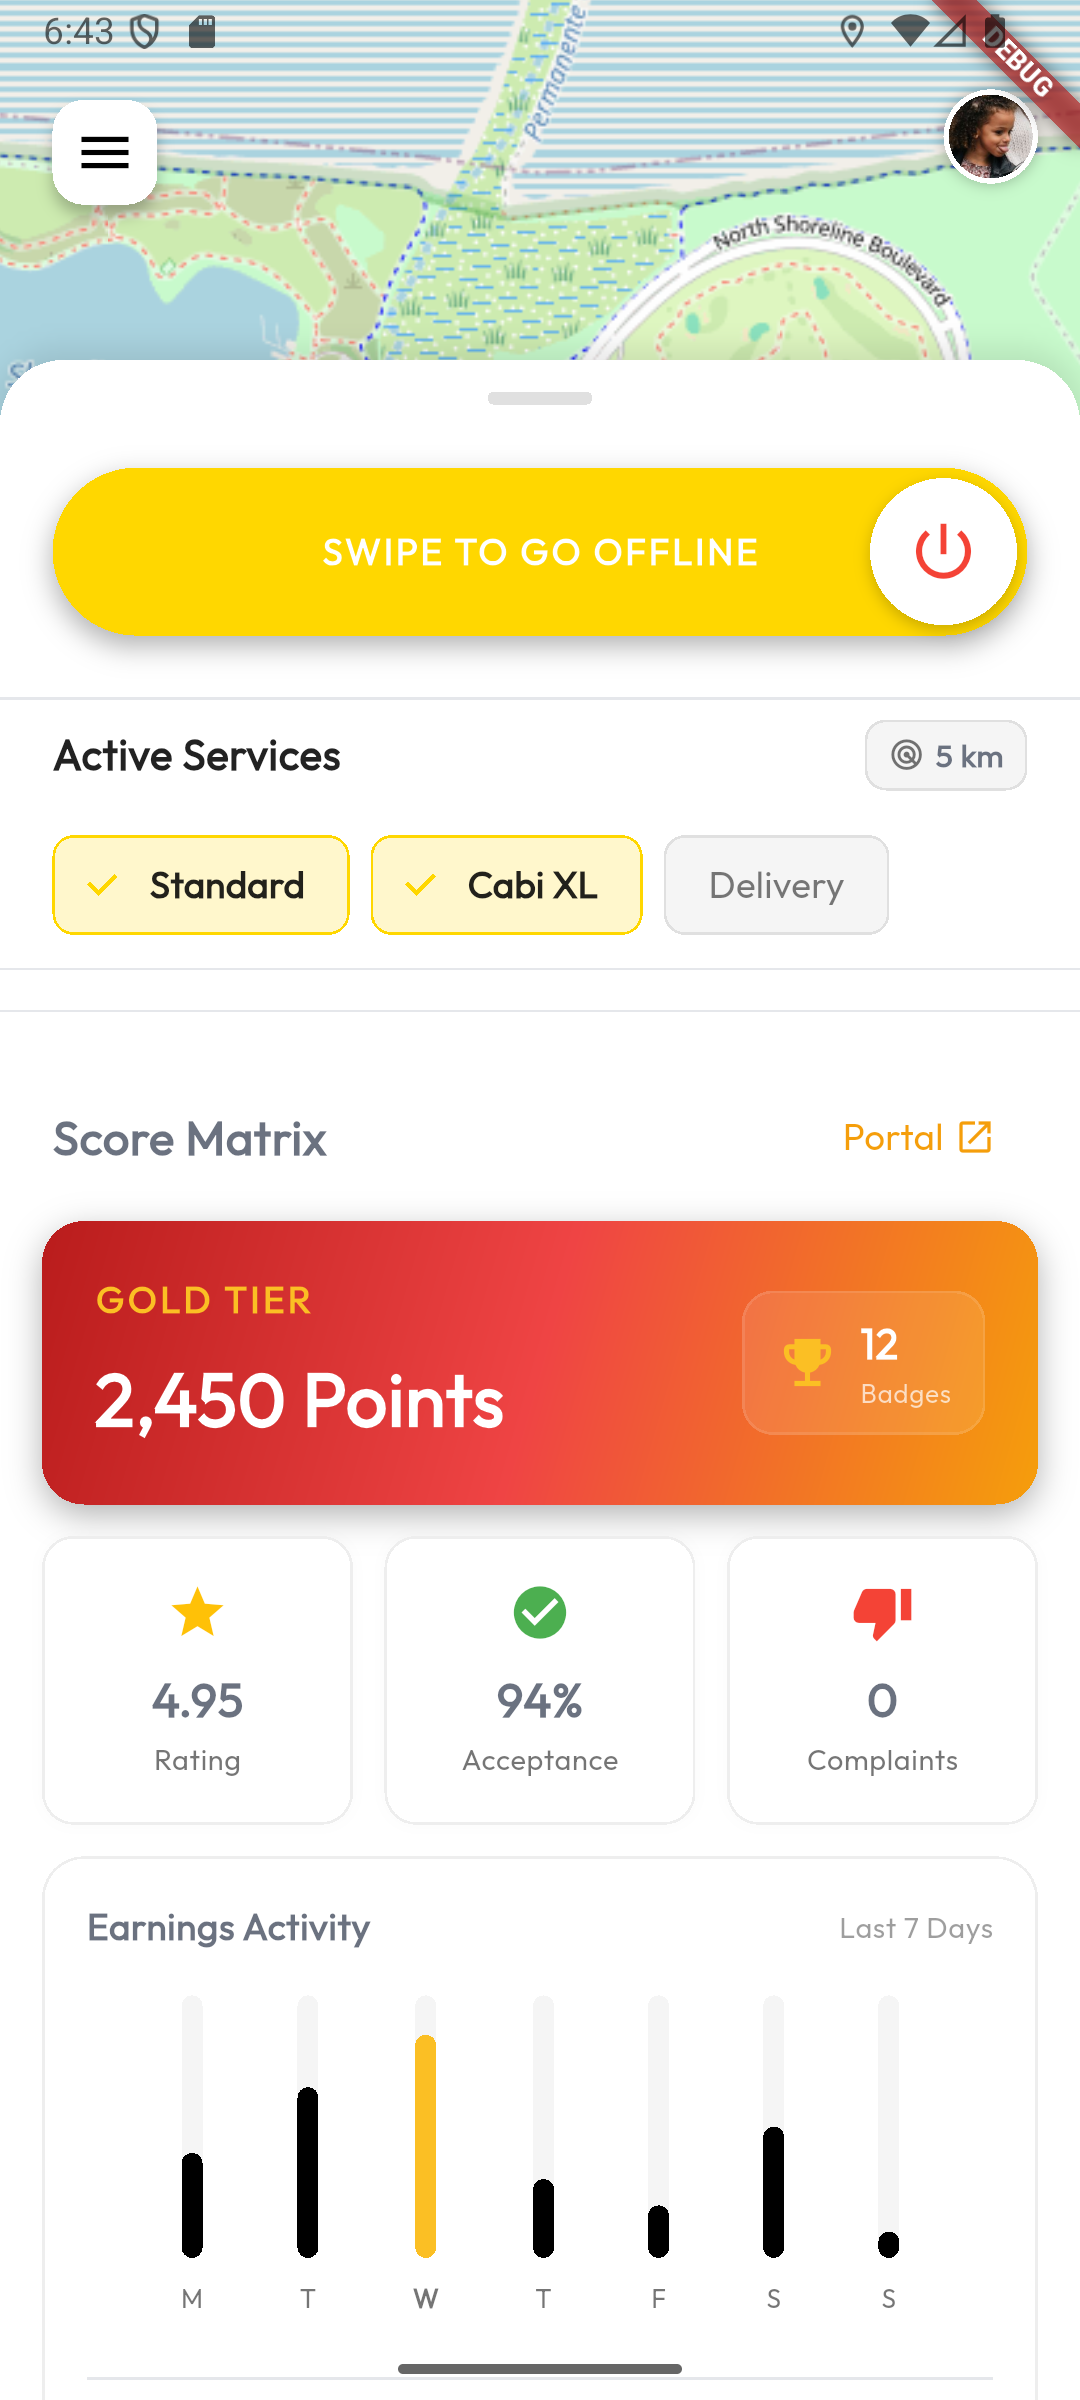 6:43
DEBUG
Permanente
North Shoreline Boulevard
SWIPE TO GO OFFLINE
Active Services
5 km
Standard
Cabi XL
Delivery
Score Matrix
Portal
GOLD TIER
2,450 Points
12
Badges
4.95
Rating
94%
Acceptance
0
Complaints
Earnings Activity
Last 7 Days
M T W T F S S